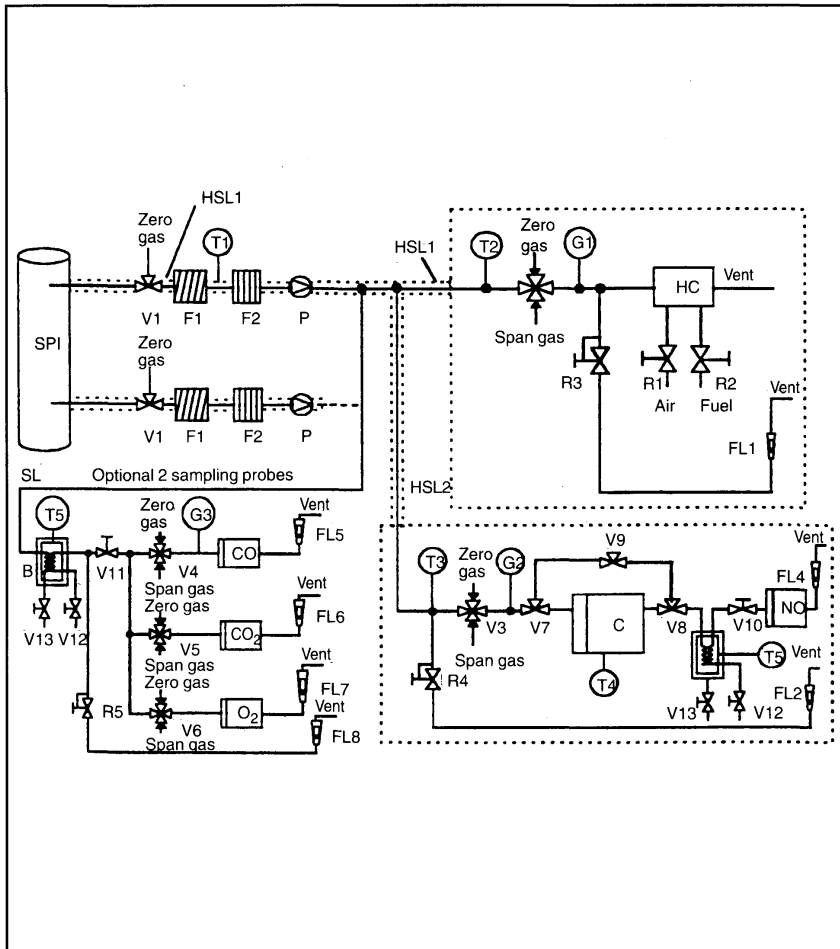 HSL1
Zero
gas
T1
V1
F1
F2
P
SPI
Zero
gas
V1
F1
F2
P
SL
Optional 2 sampling probes
HSL1
T2
Zero
gas
G1
Span gas
HC
Vent
R3
R1
R2
Air
Fuel
Vent
FL1
HSL2
T5
B
V13
V12
V11
Zero
gas
G3
V4
CO
Vent
FL5
Span gas
Zero gas
V5
CO2
Vent
FL6
Span gas
Zero gas
V6
O2
Vent
FL7
Span gas
R5
Vent
FL8
T3
Zero
gas
G2
V3
Span gas
V7
V9
C
T4
V8
V10
NO
Vent
FL4
T5
Vent
V13
V12
FL2
R4